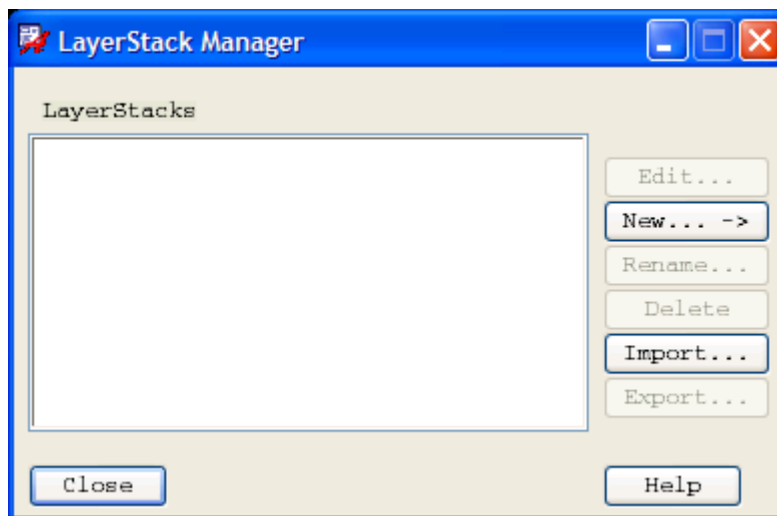 LayerStack Manager
LayerStacks
Edit...
New... ->
Rename...
Delete
Import...
Export...
Close
Help